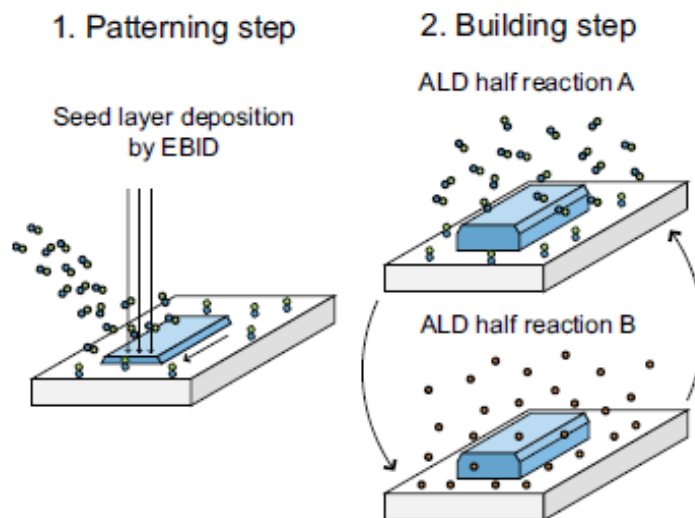 1. Patterning step
Seed layer deposition
by EBID
2. Building step
ALD half reaction A
ALD half reaction B